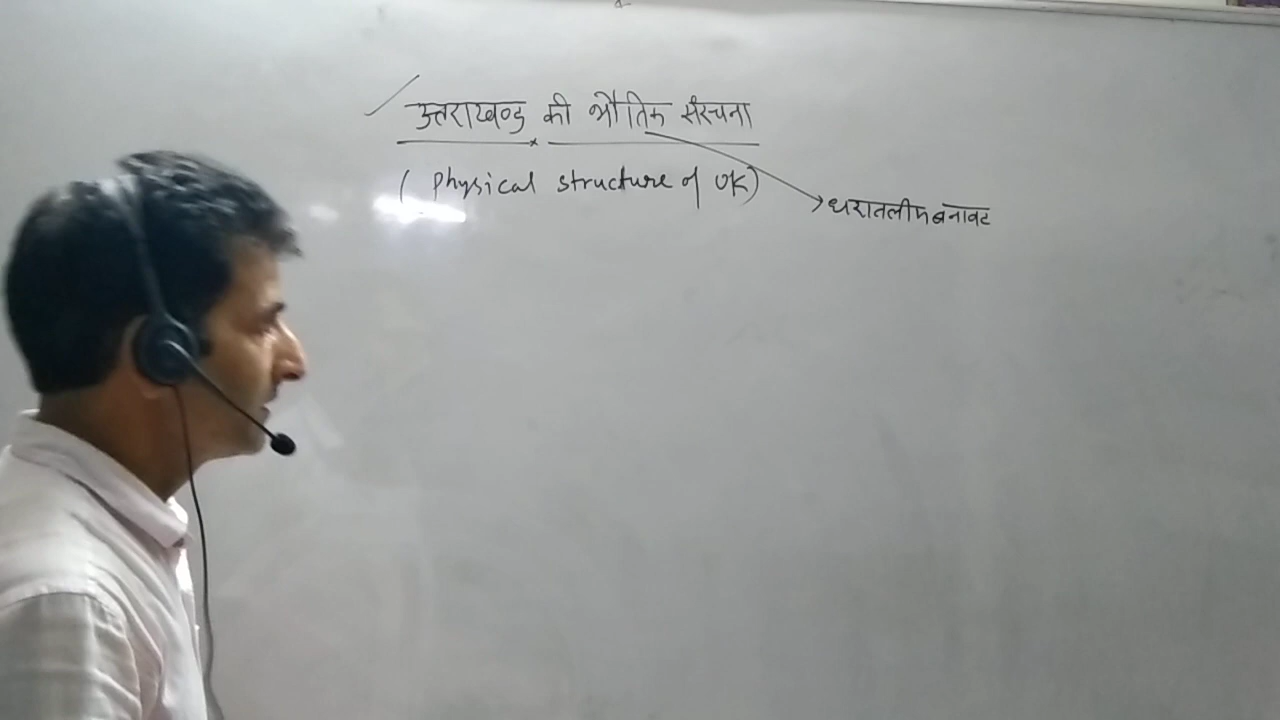 उत्तराखण्ड की भौतिक संरचना
( Physical structure of UK)
धरातलीय बनावट